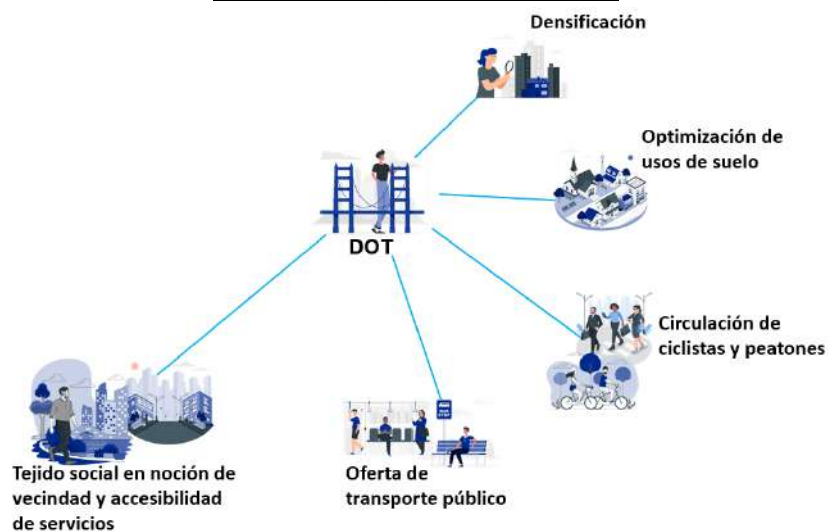 Densificación
Optimización de
usos de suelo
DOT
Circulación de
ciclistas y peatones
Tejido social en noción de
vecindad y accesibilidad
de servicios
Oferta de
transporte público